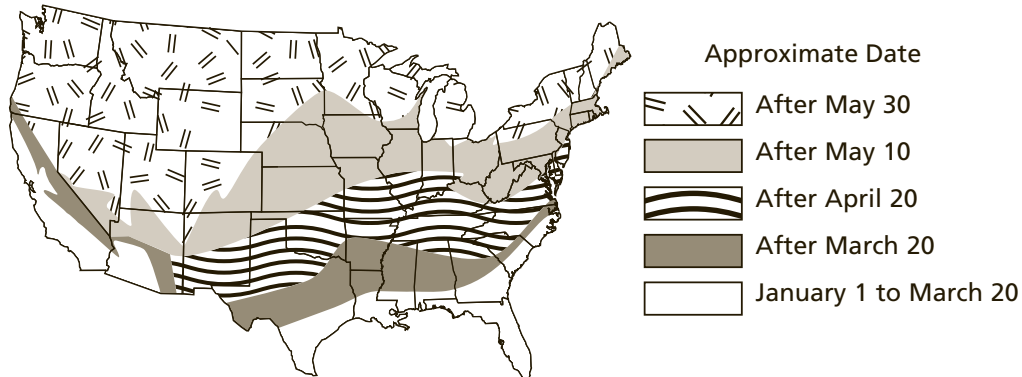 Approximate Date
After May 30
After May 10
After April 20
After March 20
January 1 to March 20